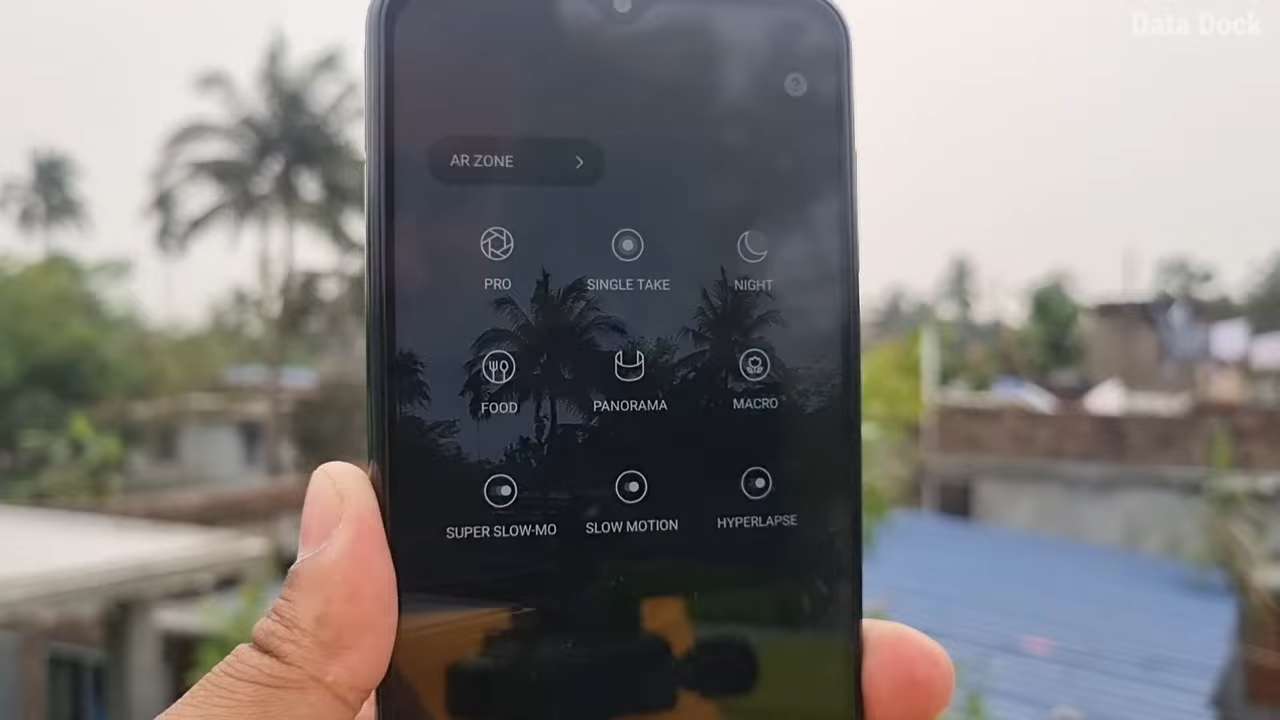 Data Dock
?
AR ZONE >
PRO
SINGLE TAKE
NIGHT
FOOD
PANORAMA
MACRO
SUPER SLOW-MO
SLOW MOTION
HYPERLAPSE